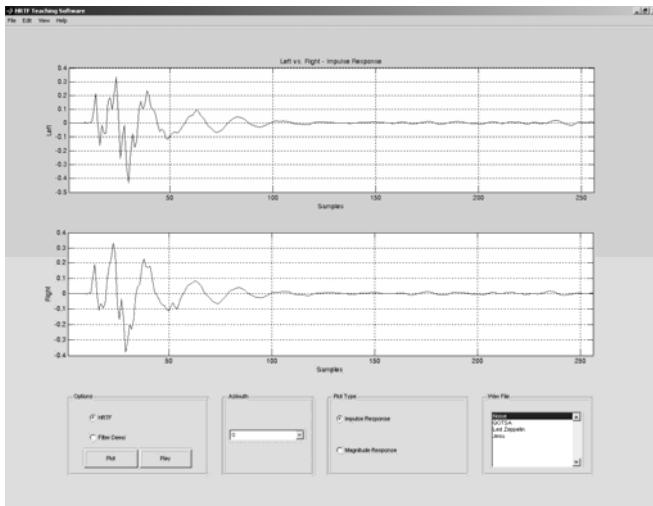 HRTF Teaching Software
File Edit View Help
Left vs. Right - Impulse Response
0.4
0.3
0.2
0.1
0
-0.1
-0.2
-0.3
-0.4
-0.5
Left
50 100 150 200 250
Samples
0.4
0.3
0.2
0.1
0
-0.1
-0.2
-0.3
-0.4
Right
50 100 150 200 250
Samples
Options Azimuth Plot Type Wav File
HRTF
Filter Demo
Plot Play
0
Impulse Response
Magnitude Response
Noise
QOTSA
Led Zeppelin